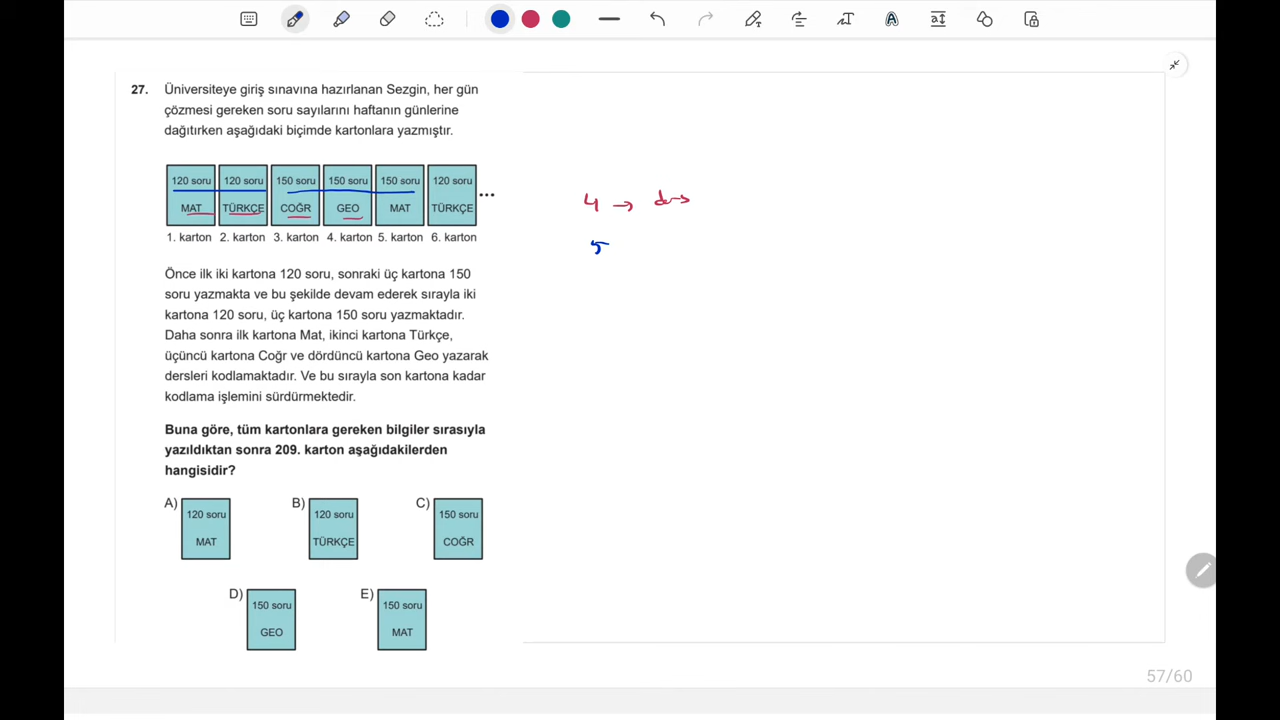 27. Üniversiteye giriş sınavına hazırlanan Sezgin, her gün
çözmesi gereken soru sayılarını haftanın günlerine
dağıtırken aşağıdaki biçimde kartonlara yazmıştır.
120 soru 120 soru 150 soru 150 soru 150 soru 120 soru
MAT TÜRKÇE COĞR GEO MAT TÜRKÇE ...
1. karton 2. karton 3. karton 4. karton 5. karton 6. karton
4 → ders
5
Önce ilk iki kartona 120 soru, sonraki üç kartona 150
soru yazmakta ve bu şekilde devam ederek sırayla iki
kartona 120 soru, üç kartona 150 soru yazmaktadır.
Daha sonra ilk kartona Mat, ikinci kartona Türkçe,
üçüncü kartona Coğr ve dördüncü kartona Geo yazarak
dersleri kodlamaktadır. Ve bu sırayla son kartona kadar
kodlama işlemini sürdürmektedir.
Buna göre, tüm kartonlara gereken bilgiler sırasıyla
yazıldıktan sonra 209. karton aşağıdakilerden
hangisidir?
A) 120 soru MAT
B) 120 soru TÜRKÇE
C) 150 soru COĞR
D) 150 soru GEO
E) 150 soru MAT
57/60